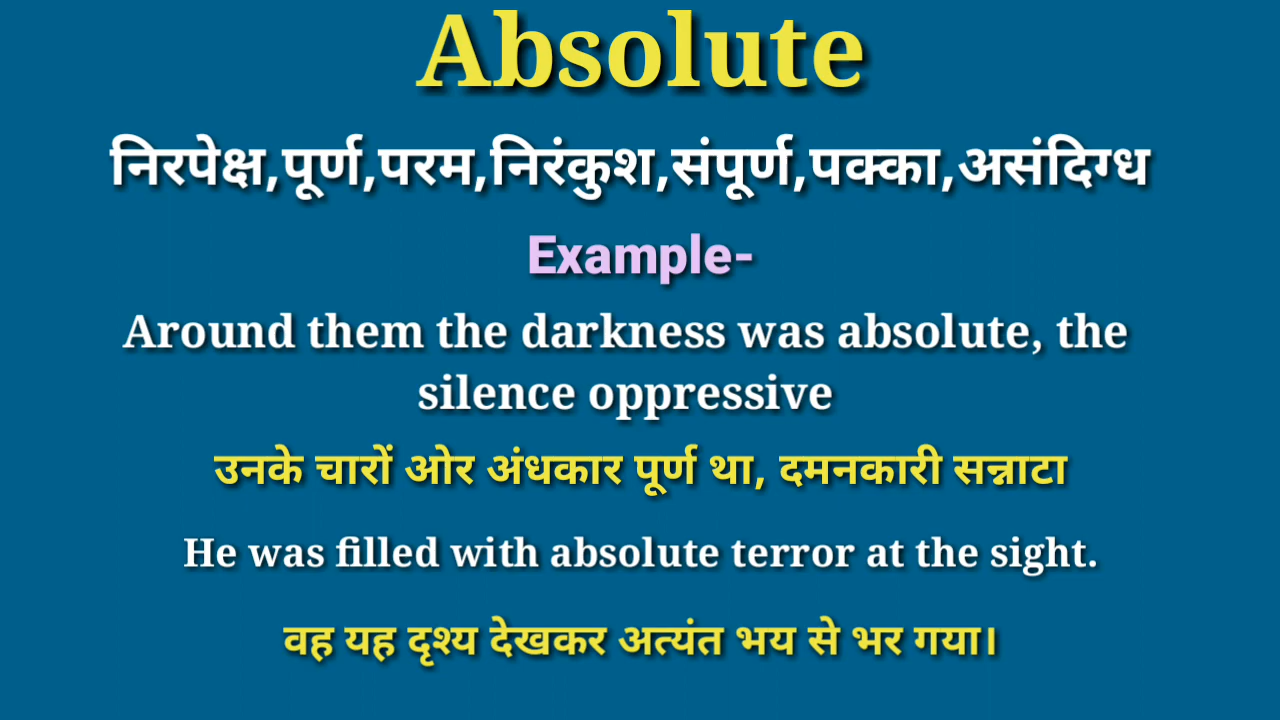 Absolute
निरपेक्ष,पूर्ण,परम,निरंकुश,संपूर्ण,पक्का,असंदिग्ध
Example-
Around them the darkness was absolute, the
silence oppressive
उनके चारों ओर अंधकार पूर्ण था, दमनकारी सन्नाटा
He was filled with absolute terror at the sight.
वह यह दृश्य देखकर अत्यंत भय से भर गया।